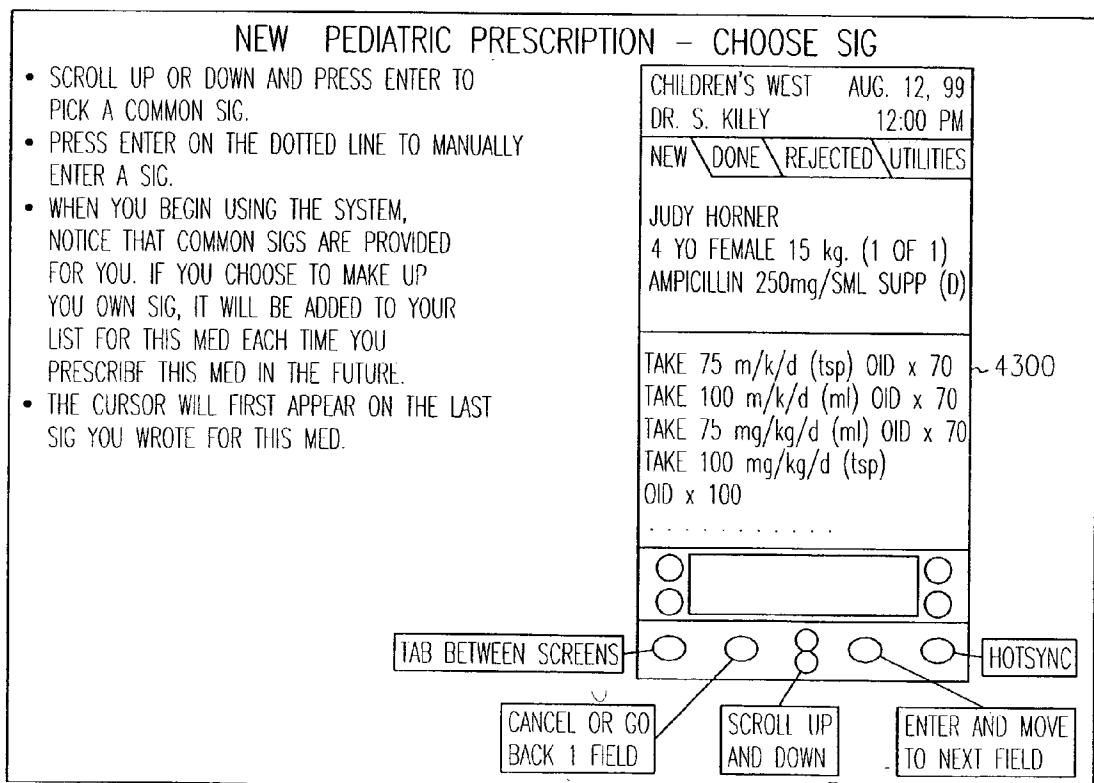 NEW PEDIATRIC PRESCRIPTION - CHOOSE SIG
• SCROLL UP OR DOWN AND PRESS ENTER TO
PICK A COMMON SIG.
• PRESS ENTER ON THE DOTTED LINE TO MANUALLY
ENTER A SIG.
• WHEN YOU BEGIN USING THE SYSTEM,
NOTICE THAT COMMON SIGS ARE PROVIDED
FOR YOU. IF YOU CHOOSE TO MAKE UP
YOU OWN SIG, IT WILL BE ADDED TO YOUR
LIST FOR THIS MED EACH TIME YOU
PRESCRIBE THIS MED IN THE FUTURE.
• THE CURSOR WILL FIRST APPEAR ON THE LAST
SIG YOU WROTE FOR THIS MED.
CHILDREN'S WEST AUG. 12, 99
DR. S. KILEY 12:00 PM
NEW DONE REJECTED UTILITIES
JUDY HORNER
4 YO FEMALE 15 kg. (1 OF 1)
AMPICILLIN 250mg/SML SUPP (D)
TAKE 75 m/k/d (tsp) OID x 70
4300
TAKE 100 m/k/d (ml) OID x 70
TAKE 75 mg/kg/d (ml) OID x 70
TAKE 100 mg/kg/d (tsp)
OID x 100
. . . . . . . . . . .
TAB BETWEEN SCREENS
HOTSYNC
CANCEL OR GO
BACK 1 FIELD
SCROLL UP
AND DOWN
ENTER AND MOVE
TO NEXT FIELD